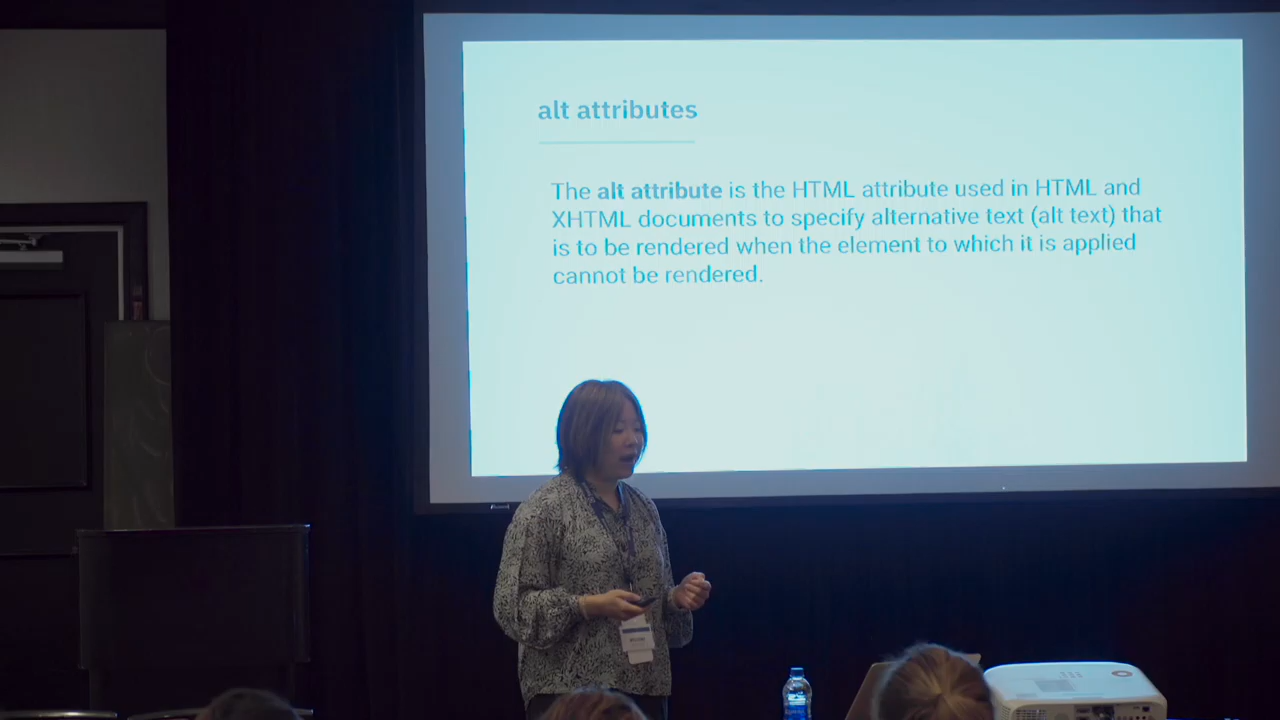 alt attributes
The alt attribute is the HTML attribute used in HTML and
XHTML documents to specify alternative text (alt text) that
is to be rendered when the element to which it is applied
cannot be rendered.